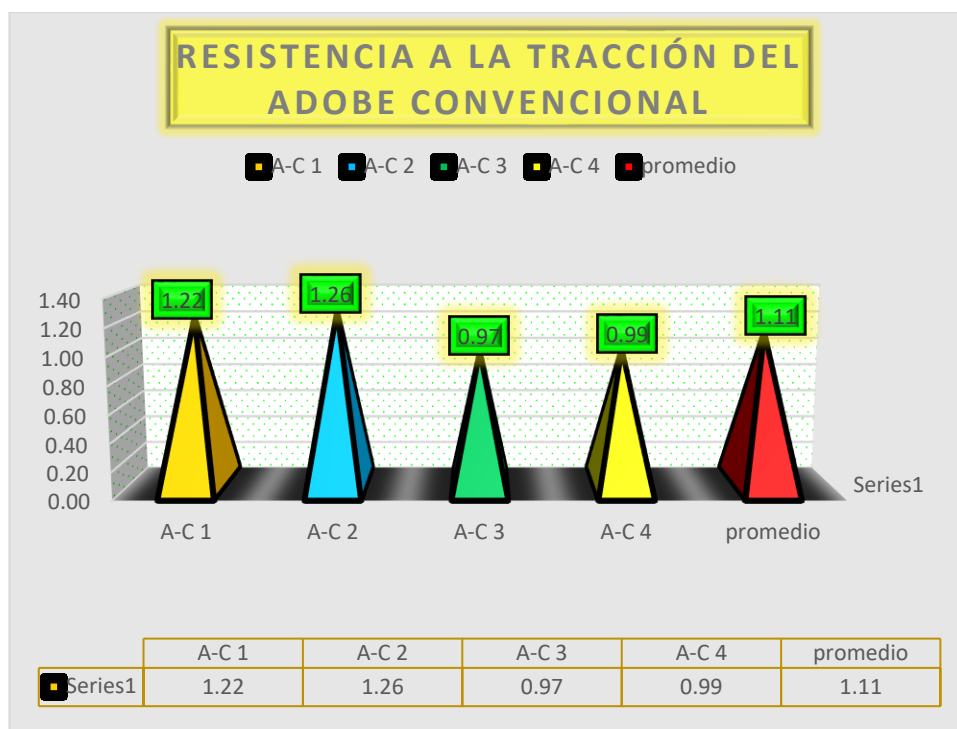 RESISTENCIA A LA TRACCIÓN DEL
ADOBE CONVENCIONAL
A-C 1 A-C 2 A-C 3 A-C 4 promedio
1.22 1.26 0.97 0.99 1.11
1.40
1.20
1.00
0.80
0.60
0.40
0.20
0.00
Series1
A-C 1 A-C 2 A-C 3 A-C 4 promedio
A-C 1 A-C 2 A-C 3 A-C 4 promedio
Series1 1.22 1.26 0.97 0.99 1.11